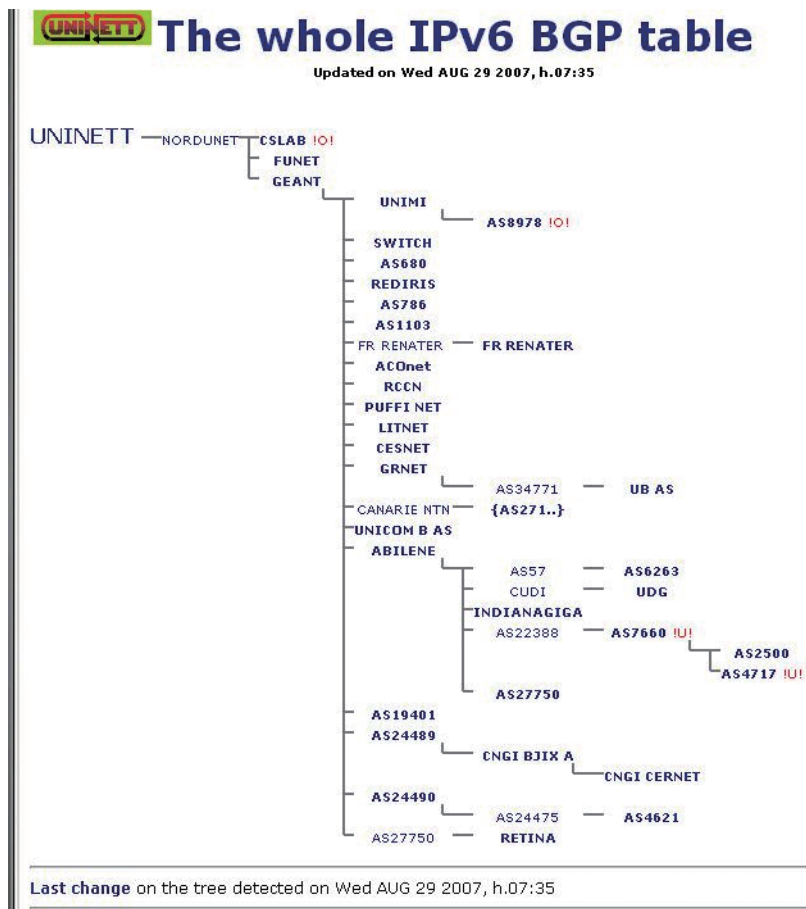 UNINETT The whole IPv6 BGP table
Updated on Wed AUG 29 2007, h.07:35
UNINETT NORDUNET CSLAB !O!
FUNET
GEANT
UNIMI
AS8978 !O!
SWITCH
AS680
REDIRIS
AS786
AS1103
FR RENATER FR RENATER
ACOnet
RCCN
PUFFI NET
LITNET
CESNET
GRNET
AS34771 UB AS
CANARIE NTN {AS271..}
UNICOM B AS
ABILENE
AS57 AS6263
CUDI UDG
INDIANAGIGA
AS22388 AS7660 !U!
AS2500
AS4717 !U!
AS27750
AS19401
AS24489
CNGI BJIX A
CNGI CERNET
AS24490
AS24475 AS4621
AS27750 RETINA
Last change on the tree detected on Wed AUG 29 2007, h.07:35